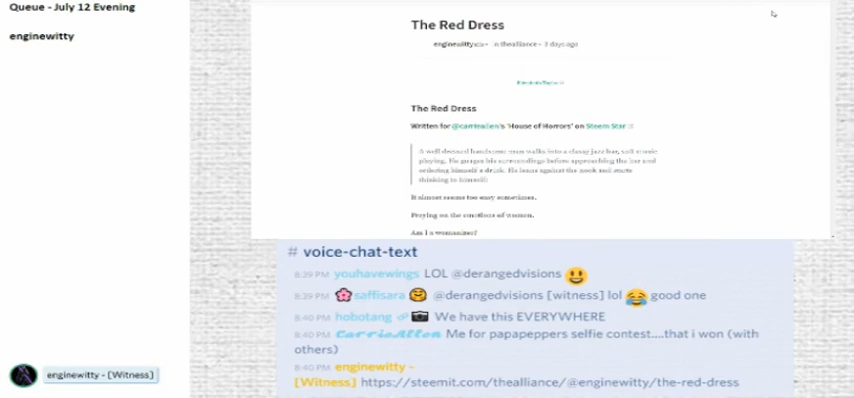 Queue - July 12 Evening
enginewitty
The Red Dress
enginewitty in thealliance - 3 days ago
The Red Dress
Written for @carrieallen's 'House of Horrors' on Steem Star
A well dressed handsome man walks into a classy jazz bar, soft music
playing. He gauges his surroundings before approaching the bar and
ordering himself a drink. He leans against the nook and starts
thinking to himself:
It almost seems too easy sometimes.
Preying on the emotions of women.
Am I a womanizer?
# voice-chat-text
8:39 PM youhavewings LOL @derangedvisions 😃
8:39 PM 🌸saffisara 🤗 @derangedvisions [witness] lol 😂 good one
8:40 PM hobotang 📷 We have this EVERYWHERE
8:40 PM CarrieAllen Me for papapeppers selfie contest....that i won (with
others)
8:40 PM enginewitty -
[Witness] https://steemit.com/thealliance/@enginewitty/the-red-dress
enginewitty - [Witness]